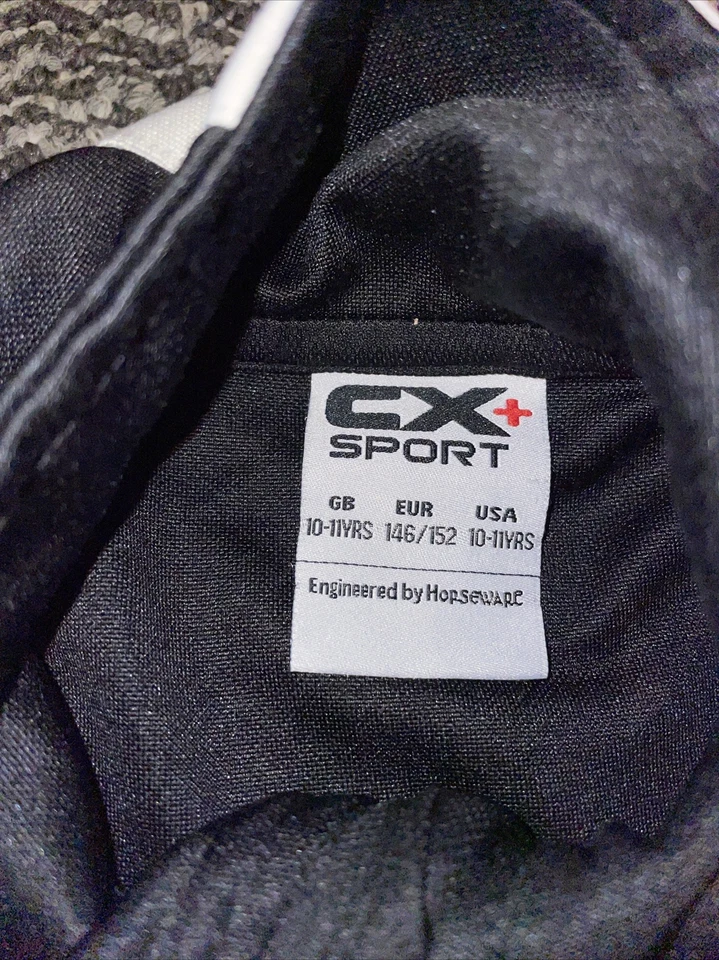 CX+
SPORT
GB EUR USA
10-11YRS 146/152 10-11YRS
Engineered by Horseware